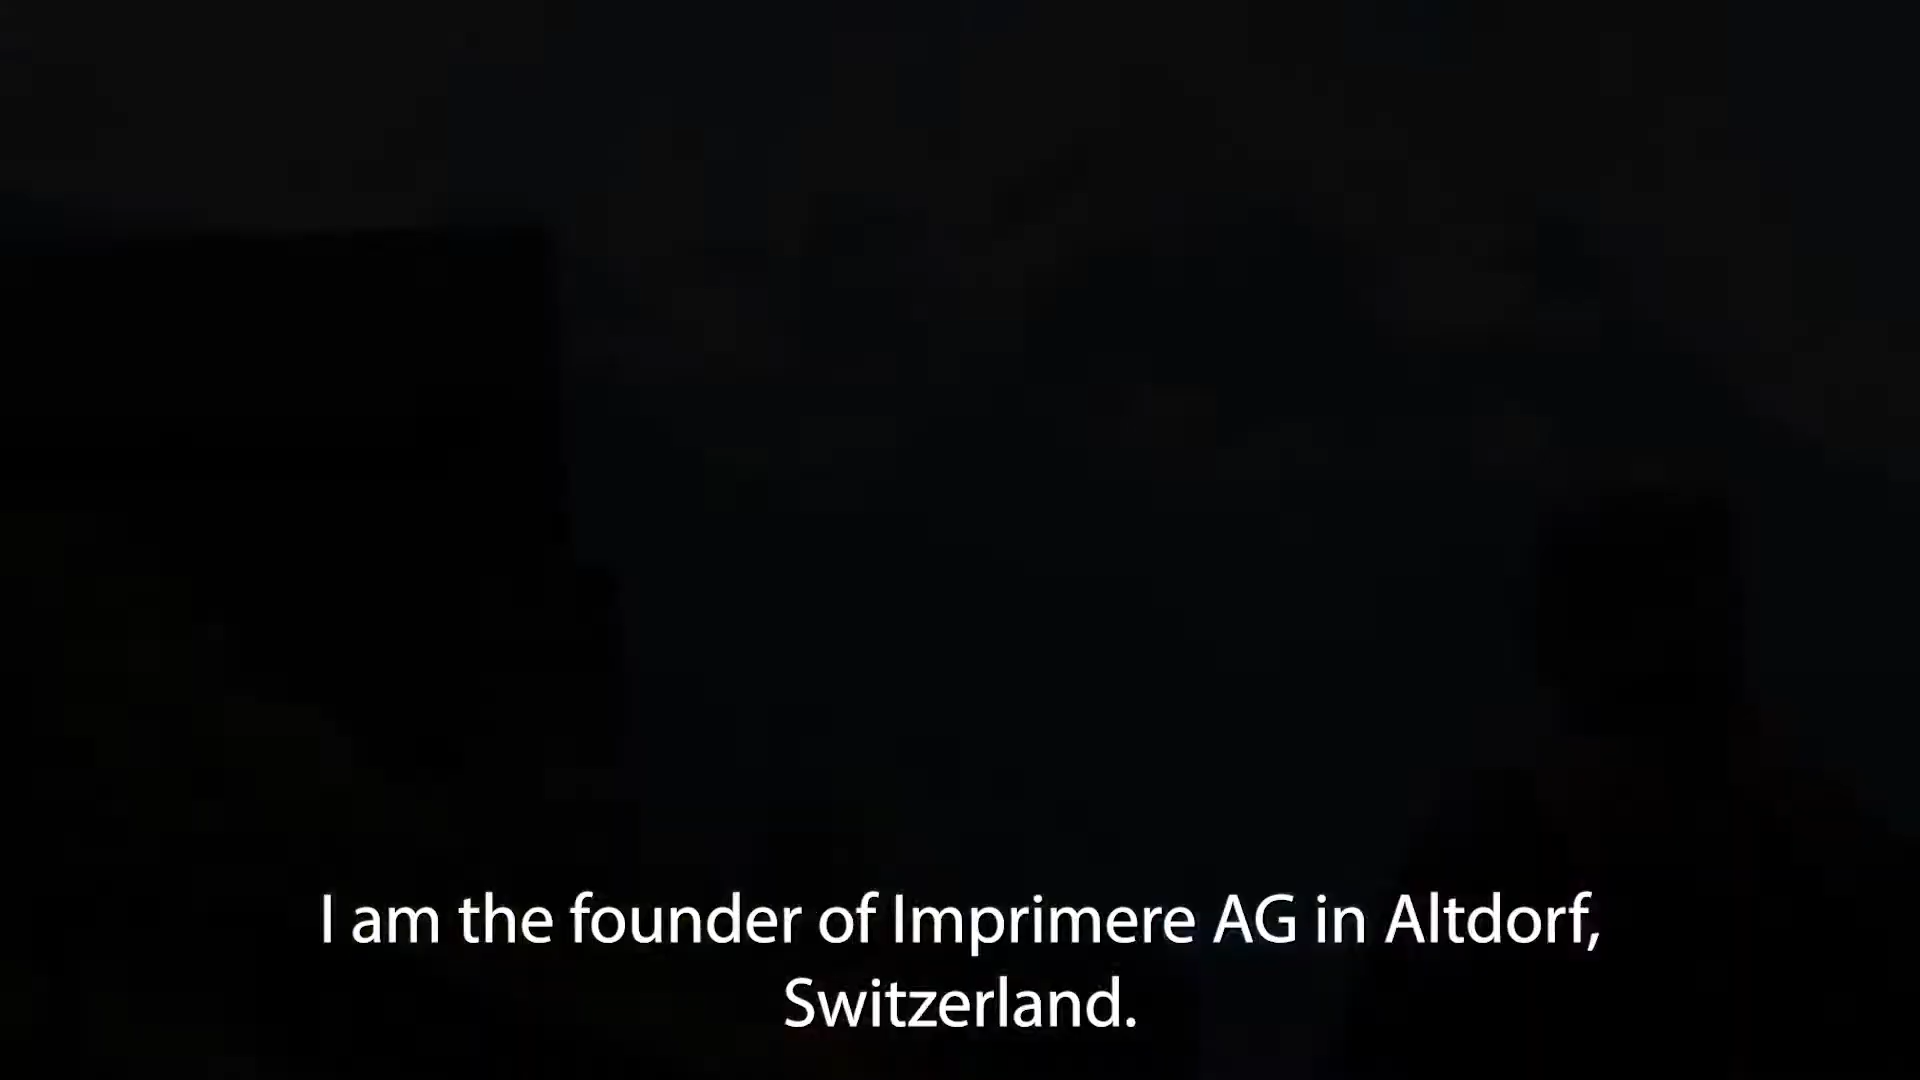 I am the founder of Imprimere AG in Altdorf,
Switzerland.